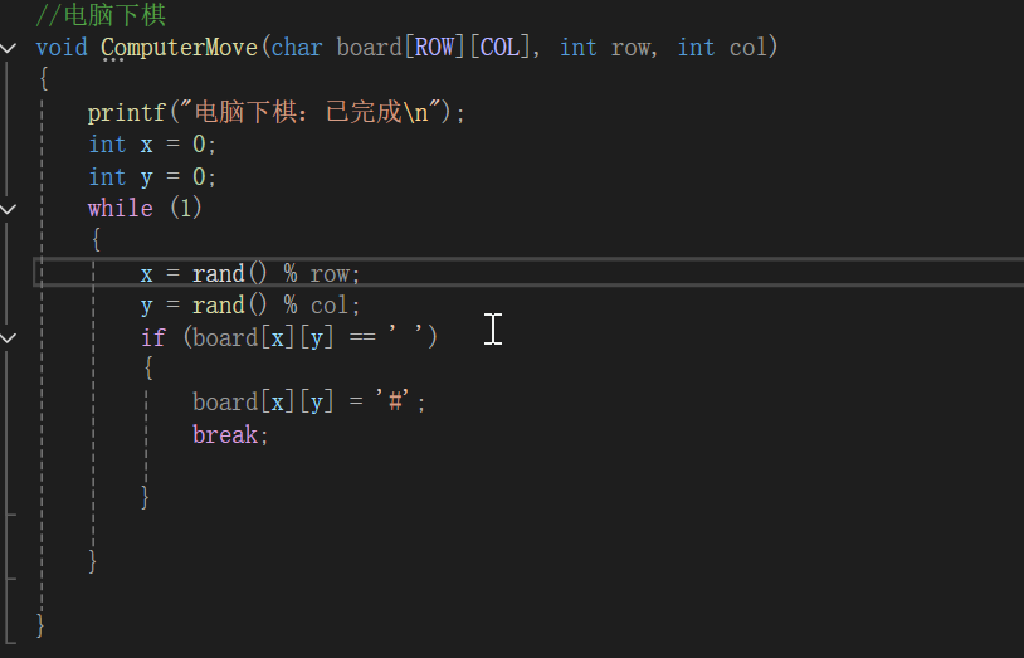 //电脑下棋
void ComputerMove(char board[ROW][COL], int row, int col)
{
printf("电脑下棋：已完成\n");
int x = 0;
int y = 0;
while (1)
{
x = rand() % row;
y = rand() % col;
if (board[x][y] == ' ')
{
board[x][y] = '#';
break;
}
}
}